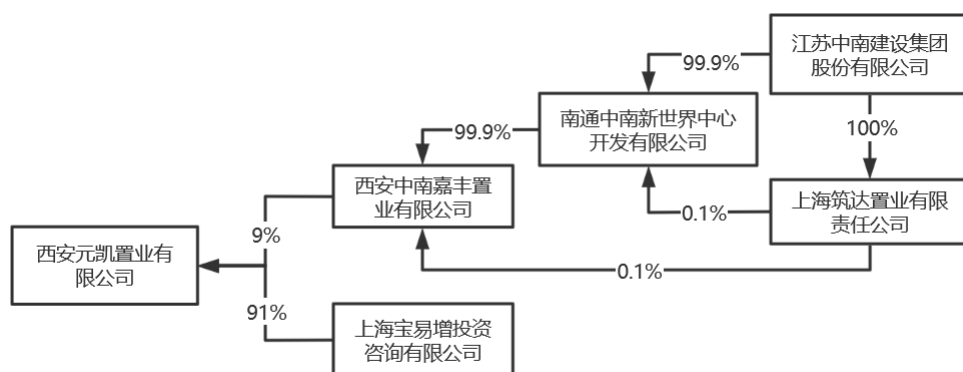 江苏中南建设集团
股份有限公司
99.9%
南通中南新世界中心
开发有限公司
100%
99.9%
西安中南嘉丰置
业有限公司
上海筑达置业有限
责任公司
0.1%
9%
西安元凯置业有
限公司
0.1%
91%
上海宝易增投资
咨询有限公司